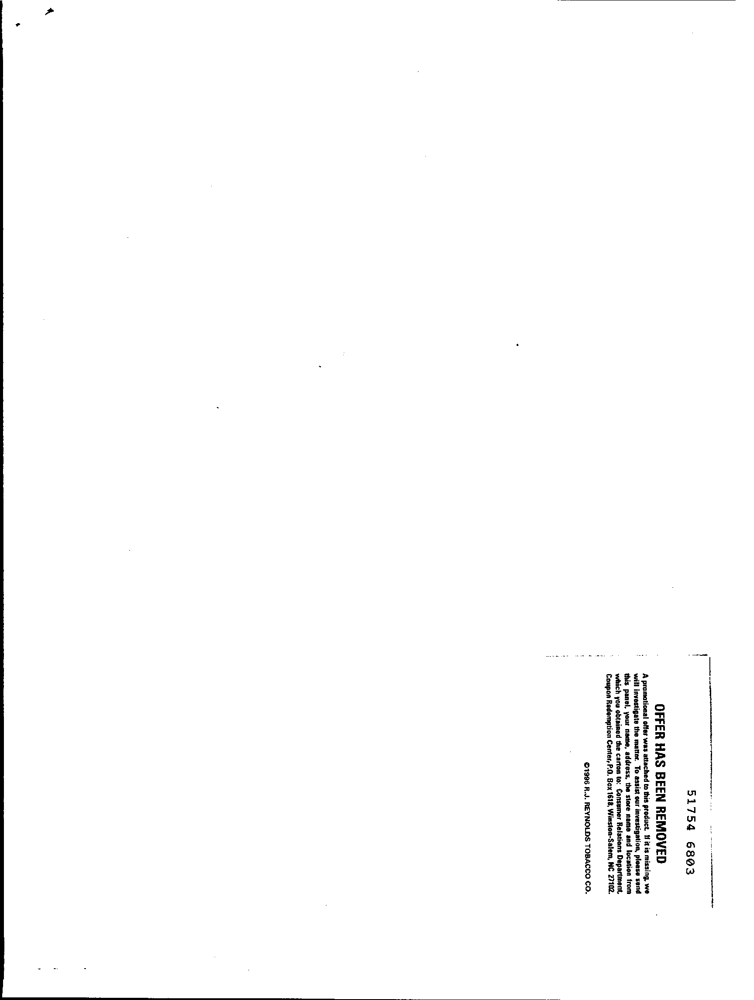 51754 6803
OFFER HAS BEEN REMOVED
A promotional offer was attached to this product. If it is missing, we
will investigate the matter. To assist our investigation, please send
this panel, your name, address, the store name and location from
which you obtained the carton to: Consumer Relations Department,
Coupon Redemption Center, P.O. Box 1618, Winston-Salem, NC 27102.
©1996 R.J. REYNOLDS TOBACCO CO.